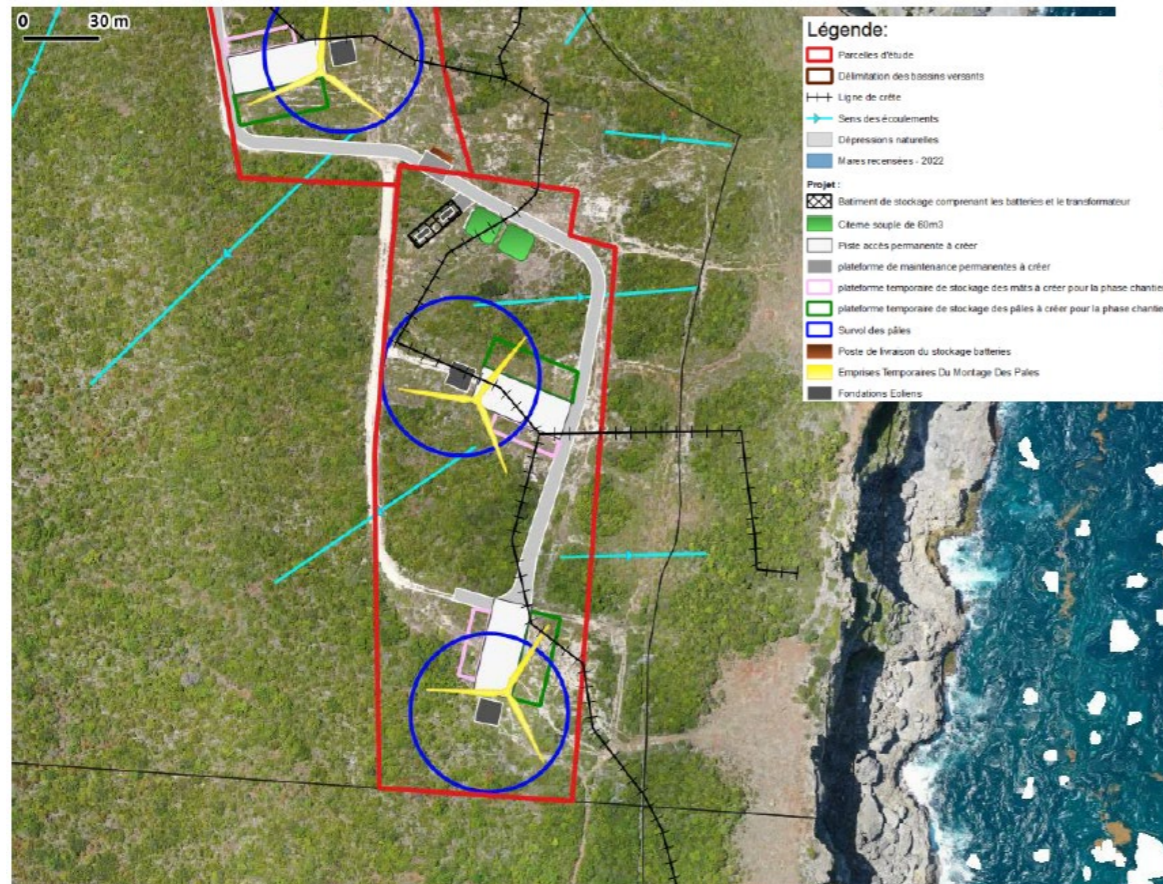 0 30 m
Légende:
Parcelles d'étude
Délimitation des bassins versants
Ligne de crête
Sens des écoulements
Dépressions naturelles
Mares recensées - 2022
Projet :
Batiment de stockage comprenant les batteries et le transformateur
Citerne souple de 60m3
Piste accès permanente à créer
plateforme de maintenance permanentes à créer
plateforme temporaire de stockage des mâts à créer pour la phase chantie
plateforme temporaire de stockage des pâles à créer pour la phase chantie
Survol des pâles
Poste de livraison du stockage batteries
Emprises Temporaires Du Montage Des Pales
Fondations Eoliens